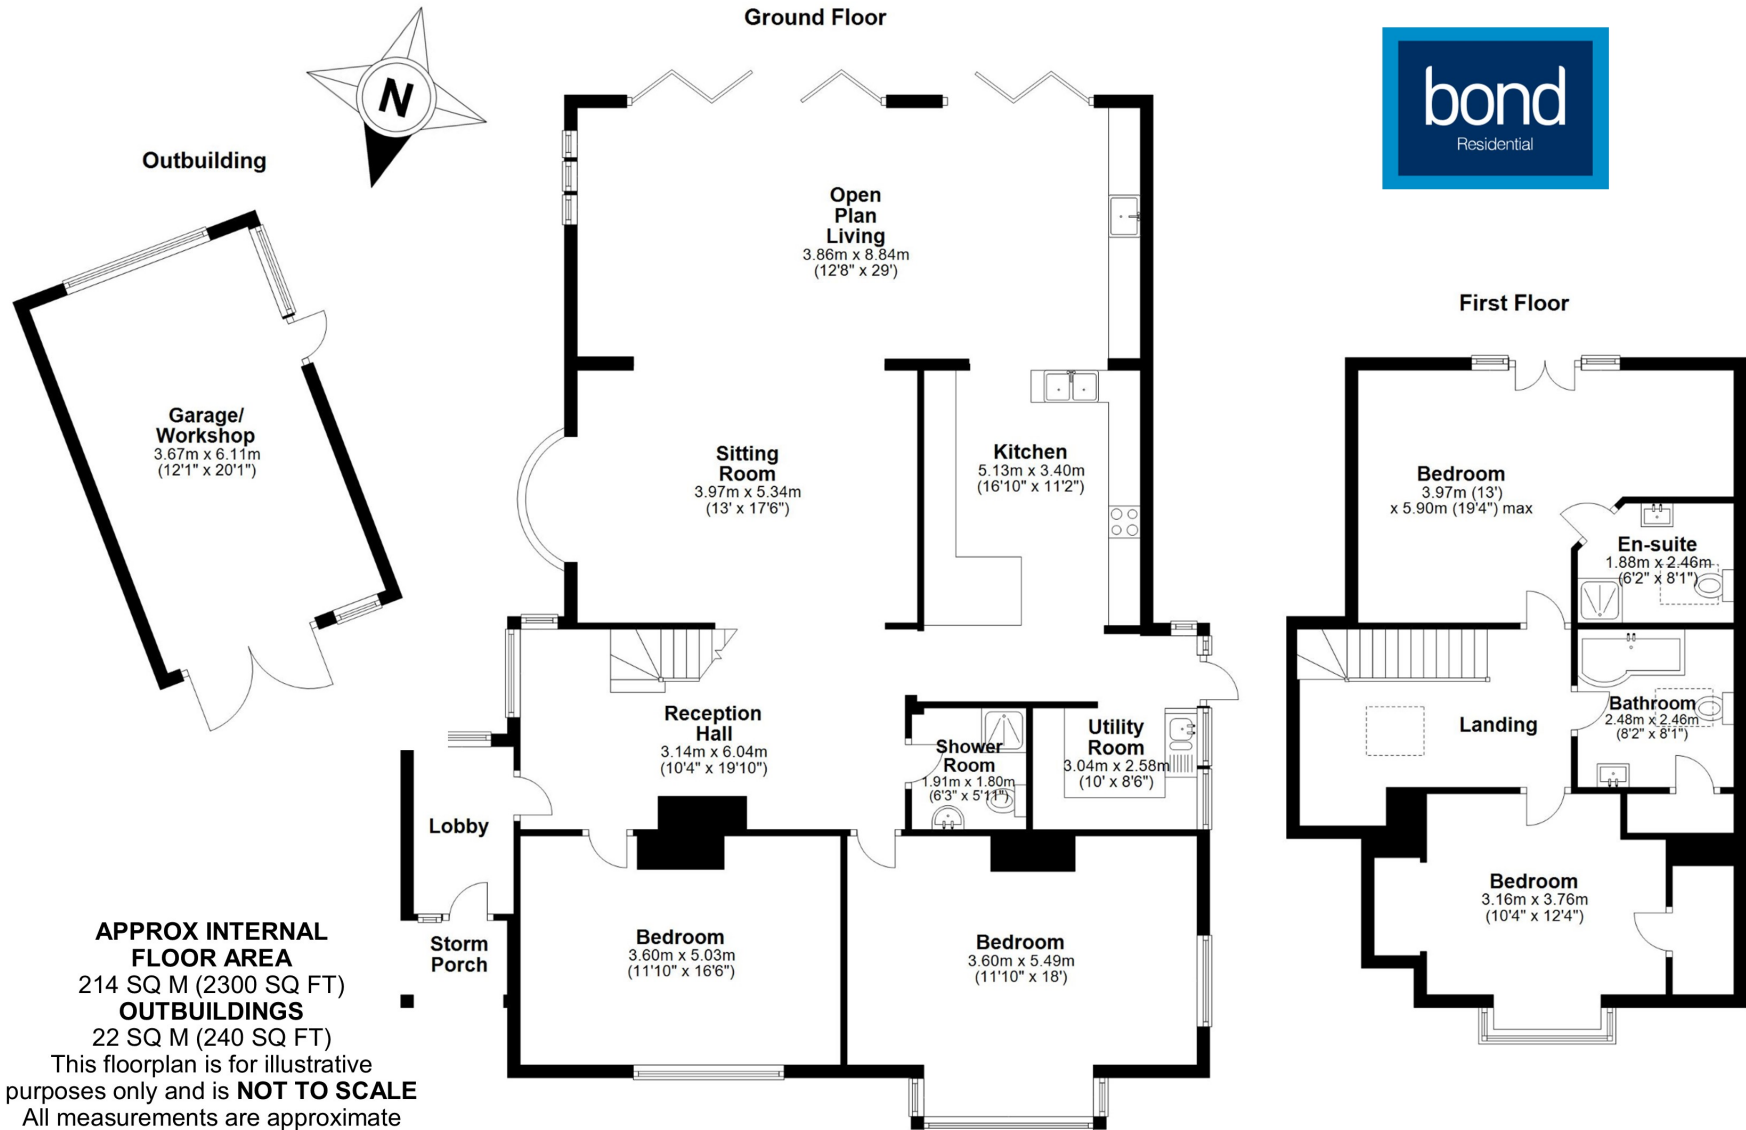 Ground Floor
N
bond
Residential
Outbuilding
Open
Plan
Living
3.86m x 8.84m
(12'8" x 29')
First Floor
Garage/
Workshop
3.67m x 6.11m
(12'1" x 20'1")
Sitting
Room
3.97m x 5.34m
(13' x 17'6")
Kitchen
5.13m x 3.40m
(16'10" x 11'2")
Bedroom
3.97m (13')
x 5.90m (19'4") max
En-suite
1.88m x 2.46m
(6'2" x 8'1")
Reception
Hall
3.14m x 6.04m
(10'4" x 19'10")
Shower
Room
1.91m x 1.80m
(6'3" x 5'11")
Utility
Room
3.04m x 2.58m
(10' x 8'6")
Landing
Bathroom
2.48m x 2.46m
(8'2" x 8'1")
Lobby
Storm
Porch
Bedroom
3.60m x 5.03m
(11'10" x 16'6")
Bedroom
3.60m x 5.49m
(11'10" x 18')
Bedroom
3.16m x 3.76m
(10'4" x 12'4")
APPROX INTERNAL
FLOOR AREA
214 SQ M (2300 SQ FT)
OUTBUILDINGS
22 SQ M (240 SQ FT)
This floorplan is for illustrative
purposes only and is NOT TO SCALE
All measurements are approximate